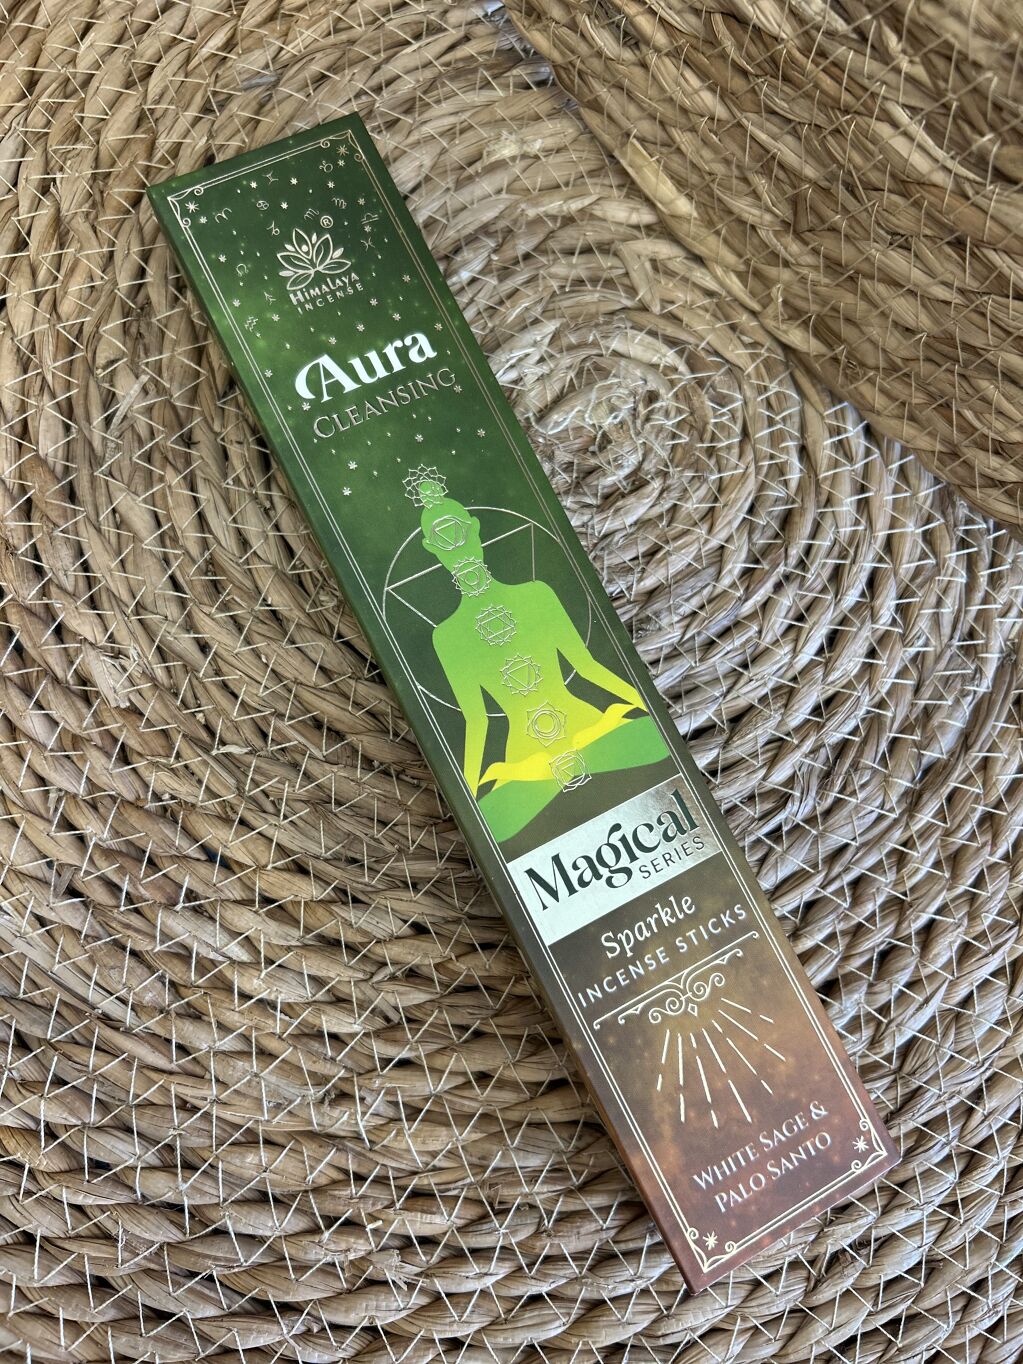 ®
HIMALAYA
INCENSE
Aura
CLEANSING
Magical
SERIES
Sparkle
INCENSE STICKS
WHITE SAGE &
PALO SANTO